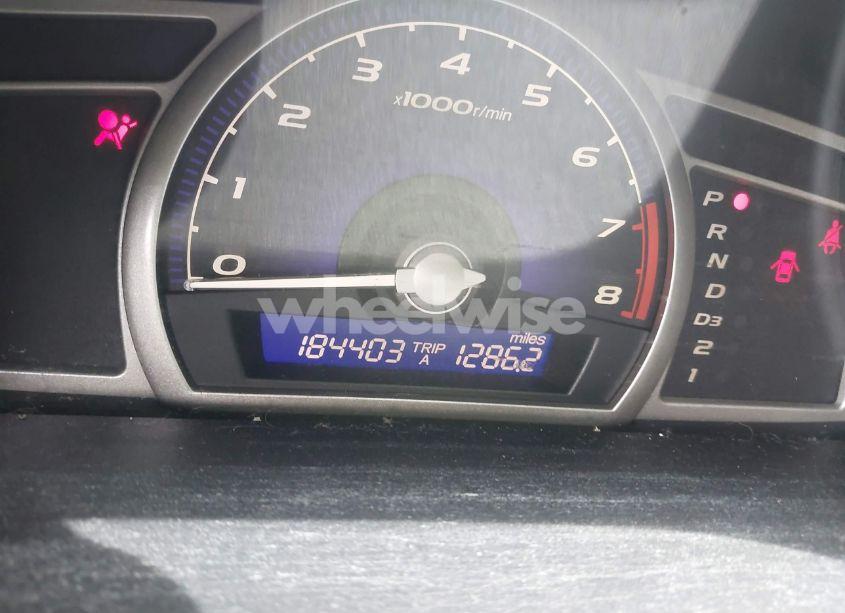 0 1 2 3 4 5 6 7 8
x1000r/min
P
R
N
D
D3
2
1
wheelwise
miles
184403 TRIP A 1286.2